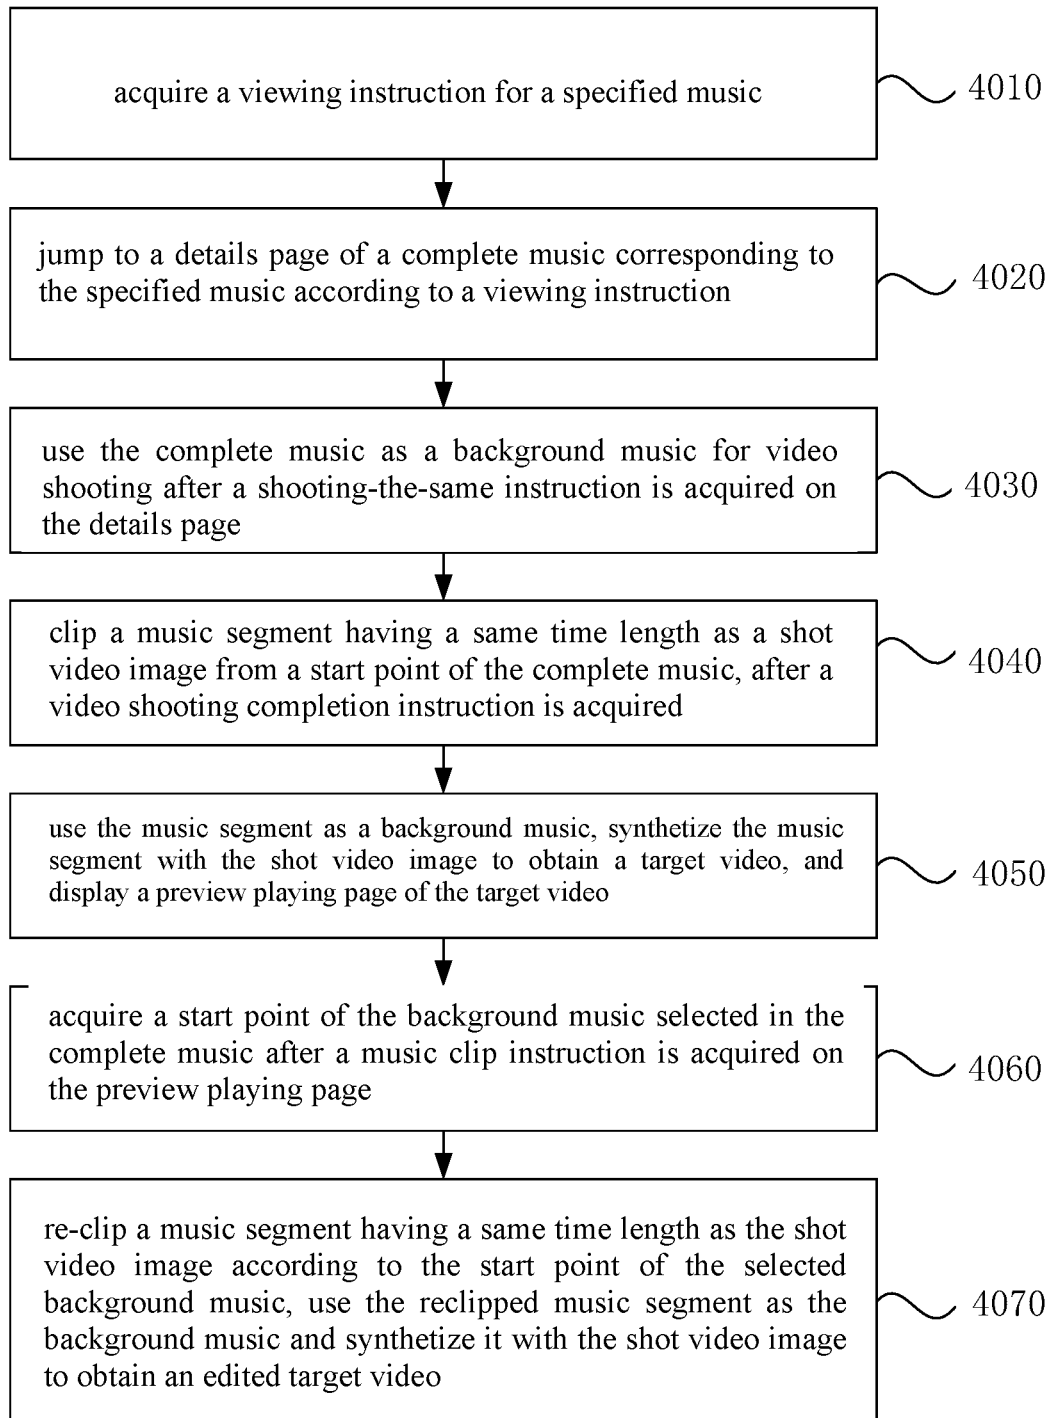 acquire a viewing instruction for a specified music
4010
jump to a details page of a complete music corresponding to
the specified music according to a viewing instruction
4020
use the complete music as a background music for video
shooting after a shooting-the-same instruction is acquired on
the details page
4030
clip a music segment having a same time length as a shot
video image from a start point of the complete music, after a
video shooting completion instruction is acquired
4040
use the music segment as a background music, synthetize the music
segment with the shot video image to obtain a target video, and
display a preview playing page of the target video
4050
acquire a start point of the background music selected in the
complete music after a music clip instruction is acquired on
the preview playing page
4060
re-clip a music segment having a same time length as the shot
video image according to the start point of the selected
background music, use the reclipped music segment as the
background music and synthetize it with the shot video image
to obtain an edited target video
4070